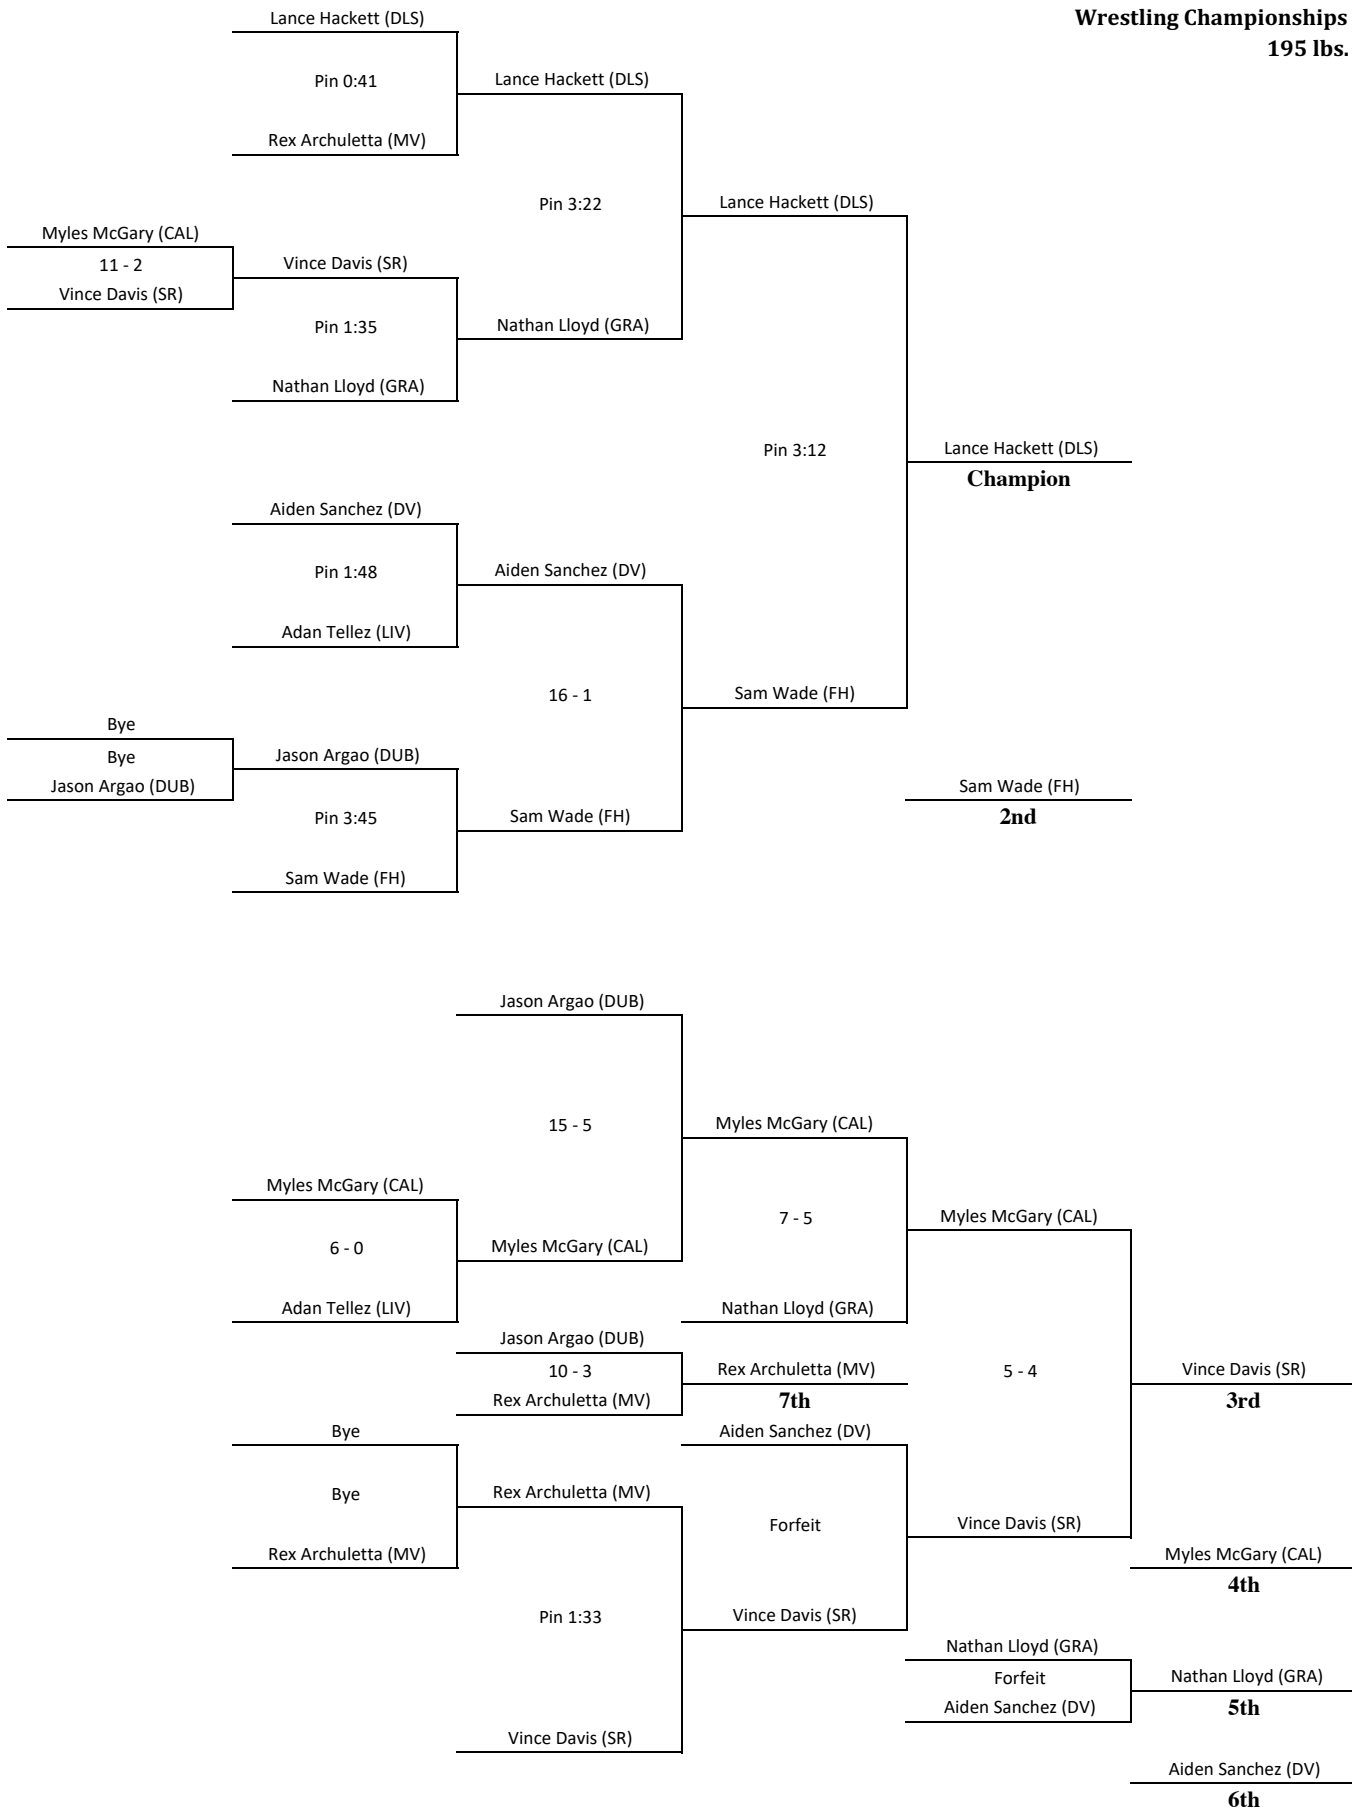 Wrestling Championships
195 lbs.
Lance Hackett (DLS)
Pin 0:41
Lance Hackett (DLS)
Rex Archuletta (MV)
Pin 3:22
Lance Hackett (DLS)
Myles McGary (CAL)
11 - 2
Vince Davis (SR)
Vince Davis (SR)
Pin 1:35
Nathan Lloyd (GRA)
Nathan Lloyd (GRA)
Pin 3:12
Lance Hackett (DLS)
Champion
Aiden Sanchez (DV)
Pin 1:48
Aiden Sanchez (DV)
Adan Tellez (LIV)
16 - 1
Sam Wade (FH)
Bye
Bye
Jason Argao (DUB)
Jason Argao (DUB)
Pin 3:45
Sam Wade (FH)
Sam Wade (FH)
Sam Wade (FH)
2nd
Jason Argao (DUB)
15 - 5
Myles McGary (CAL)
Myles McGary (CAL)
6 - 0
Myles McGary (CAL)
Adan Tellez (LIV)
7 - 5
Myles McGary (CAL)
Nathan Lloyd (GRA)
Jason Argao (DUB)
10 - 3
Rex Archuletta (MV)
Rex Archuletta (MV)
7th
5 - 4
Vince Davis (SR)
3rd
Bye
Bye
Rex Archuletta (MV)
Rex Archuletta (MV)
Aiden Sanchez (DV)
Forfeit
Vince Davis (SR)
Myles McGary (CAL)
4th
Pin 1:33
Vince Davis (SR)
Vince Davis (SR)
Nathan Lloyd (GRA)
Forfeit
Aiden Sanchez (DV)
Nathan Lloyd (GRA)
5th
Aiden Sanchez (DV)
6th